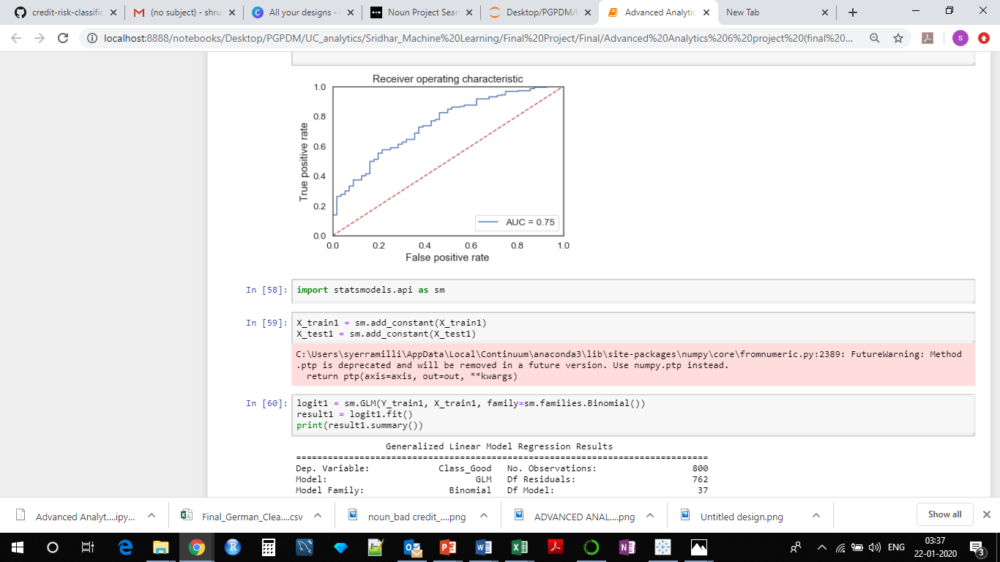 credit-risk-classific
(no subject) - shru
All your designs -
Noun Project Sear
Desktop/PGPDM/U
Advanced Analytic
New Tab
localhost:8888/notebooks/Desktop/PGPDM/UC_analytics/Sridhar_Machine%20Learning/Final%20Project/Final/Advanced%20Analytics%206%20project%20(final%20...
s
Receiver operating characteristic
1.0
0.8
0.6
0.4
0.2
0.0
True positive rate
AUC = 0.75
0.0 0.2 0.4 0.6 0.8 1.0
False positive rate
In [58]: import statsmodels.api as sm
In [59]: X_train1 = sm.add_constant(X_train1)
X_test1 = sm.add_constant(X_test1)
C:\Users\syerramilli\AppData\Local\Continuum\anaconda3\lib\site-packages\numpy\core\fromnumeric.py:2389: FutureWarning: Method
.ptp is deprecated and will be removed in a future version. Use numpy.ptp instead.
return ptp(axis=axis, out=out, **kwargs)
In [60]: logit1 = sm.GLM(Y_train1, X_train1, family=sm.families.Binomial())
result1 = logit1.fit()
print(result1.summary())
Generalized Linear Model Regression Results
==============================================================================
Dep. Variable: Class_Good No. Observations: 800
Model: GLM Df Residuals: 762
Model Family: Binomial Df Model: 37
Advanced Analyt....ipy...
Final_German_Clea....csv
noun_bad credit_....png
ADVANCED ANAL....png
Untitled design.png
Show all
ENG
03:37
22-01-2020
3